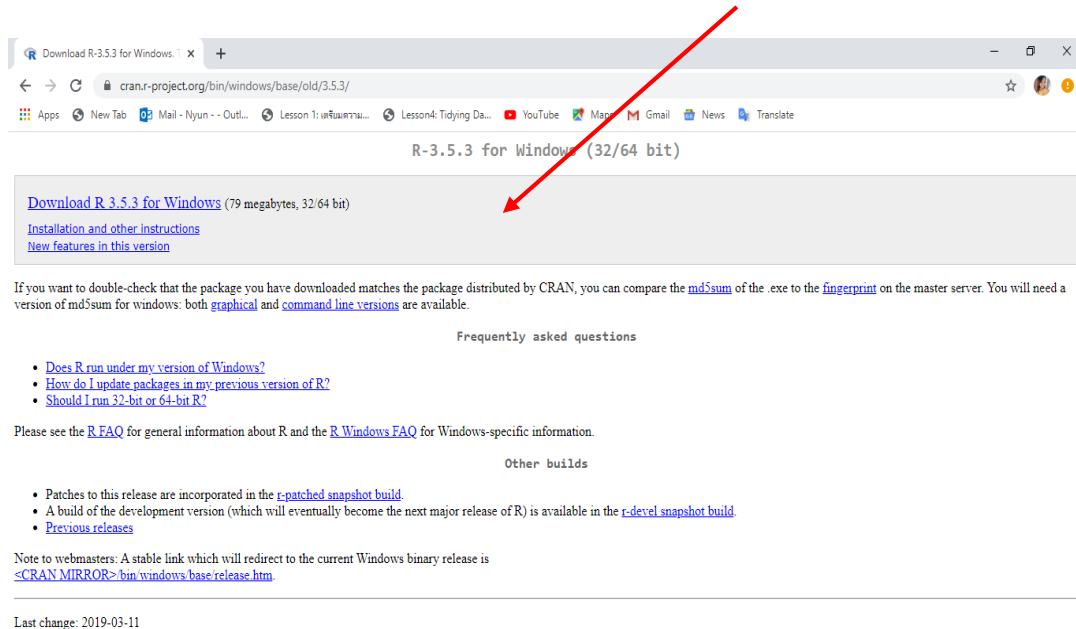 Download R-3.5.3 for Windows. T
cran.r-project.org/bin/windows/base/old/3.5.3/
Apps New Tab Mail - Nyun - - Outl... Lesson 1: เตรียมความ... Lesson4: Tidying Da... YouTube Maps Gmail News Translate
R-3.5.3 for Windows (32/64 bit)
Download R 3.5.3 for Windows (79 megabytes, 32/64 bit)
Installation and other instructions
New features in this version
If you want to double-check that the package you have downloaded matches the package distributed by CRAN, you can compare the md5sum of the .exe to the fingerprint on the master server. You will need a
version of md5sum for windows: both graphical and command line versions are available.
Frequently asked questions
• Does R run under my version of Windows?
• How do I update packages in my previous version of R?
• Should I run 32-bit or 64-bit R?
Please see the R FAQ for general information about R and the R Windows FAQ for Windows-specific information.
Other builds
• Patches to this release are incorporated in the r-patched snapshot build.
• A build of the development version (which will eventually become the next major release of R) is available in the r-devel snapshot build.
• Previous releases
Note to webmasters: A stable link which will redirect to the current Windows binary release is
<CRAN MIRROR>/bin/windows/base/release.htm.
Last change: 2019-03-11